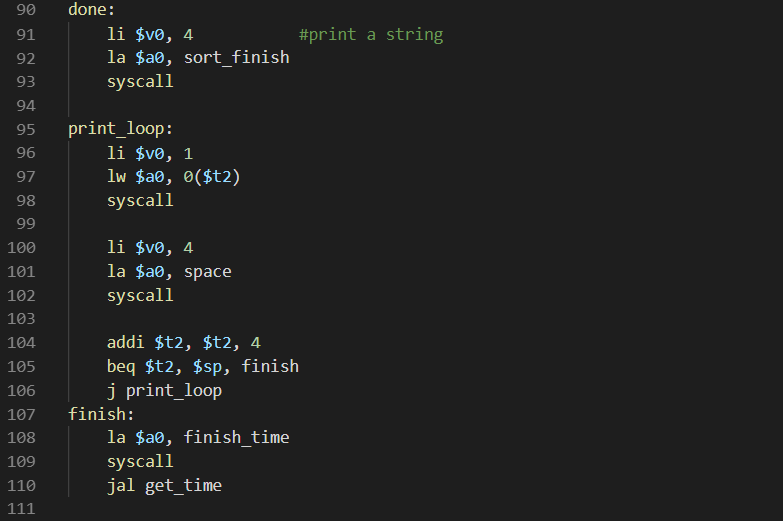 90 done:
91 li $v0, 4 #print a string
92 la $a0, sort_finish
93 syscall
94
95 print_loop:
96 li $v0, 1
97 lw $a0, 0($t2)
98 syscall
99
100 li $v0, 4
101 la $a0, space
102 syscall
103
104 addi $t2, $t2, 4
105 beq $t2, $sp, finish
106 j print_loop
107 finish:
108 la $a0, finish_time
109 syscall
110 jal get_time
111